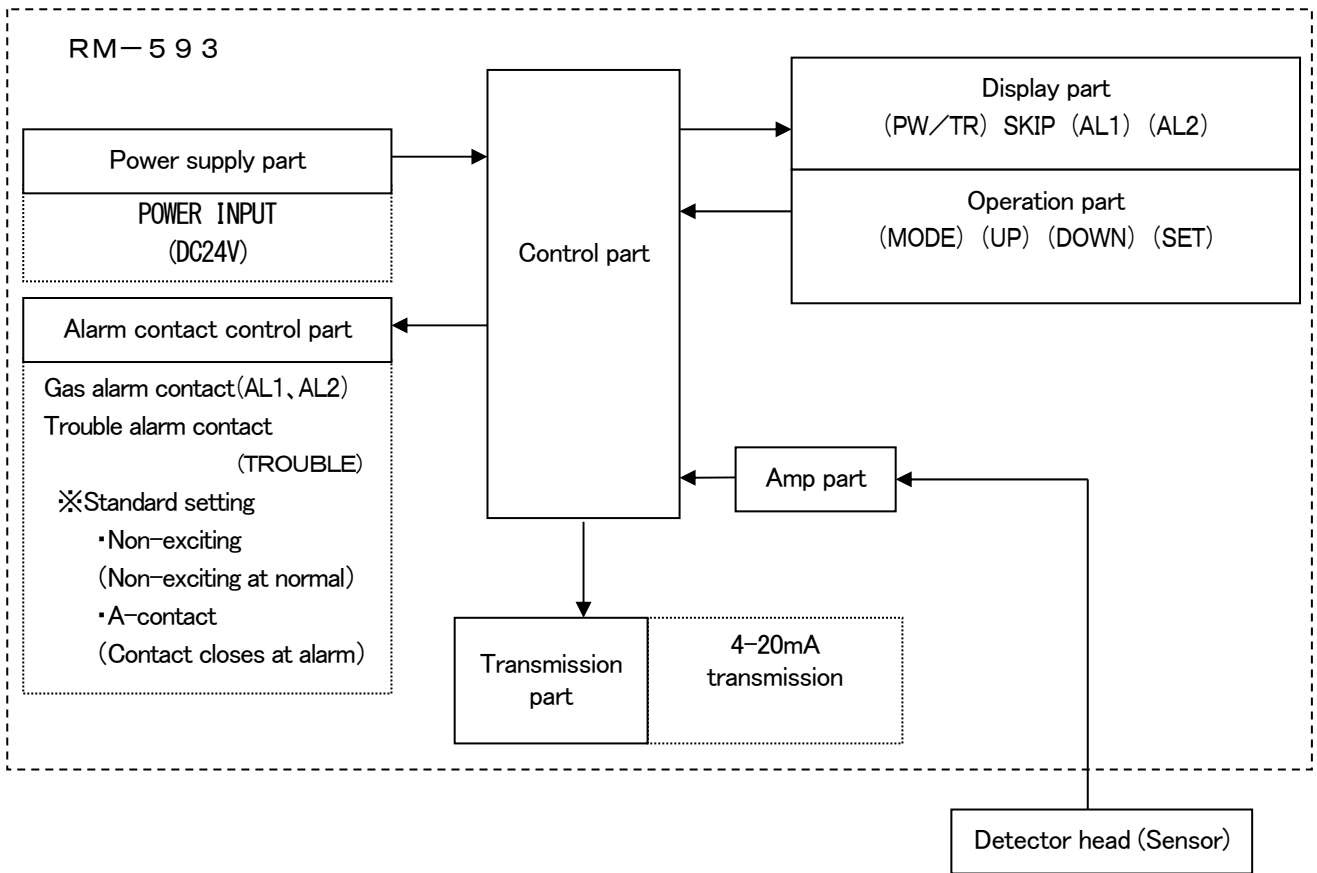 RM－５９３
Power supply part
POWER INPUT
(DC24V)
Alarm contact control part
Gas alarm contact(AL1、AL2)
Trouble alarm contact
(TROUBLE)
※Standard setting
・Non-exciting
(Non-exciting at normal)
・A-contact
(Contact closes at alarm)
Control part
Display part
(PW／TR) SKIP (AL1) (AL2)
Operation part
(MODE) (UP) (DOWN) (SET)
Amp part
Transmission
part
4-20mA
transmission
Detector head (Sensor)